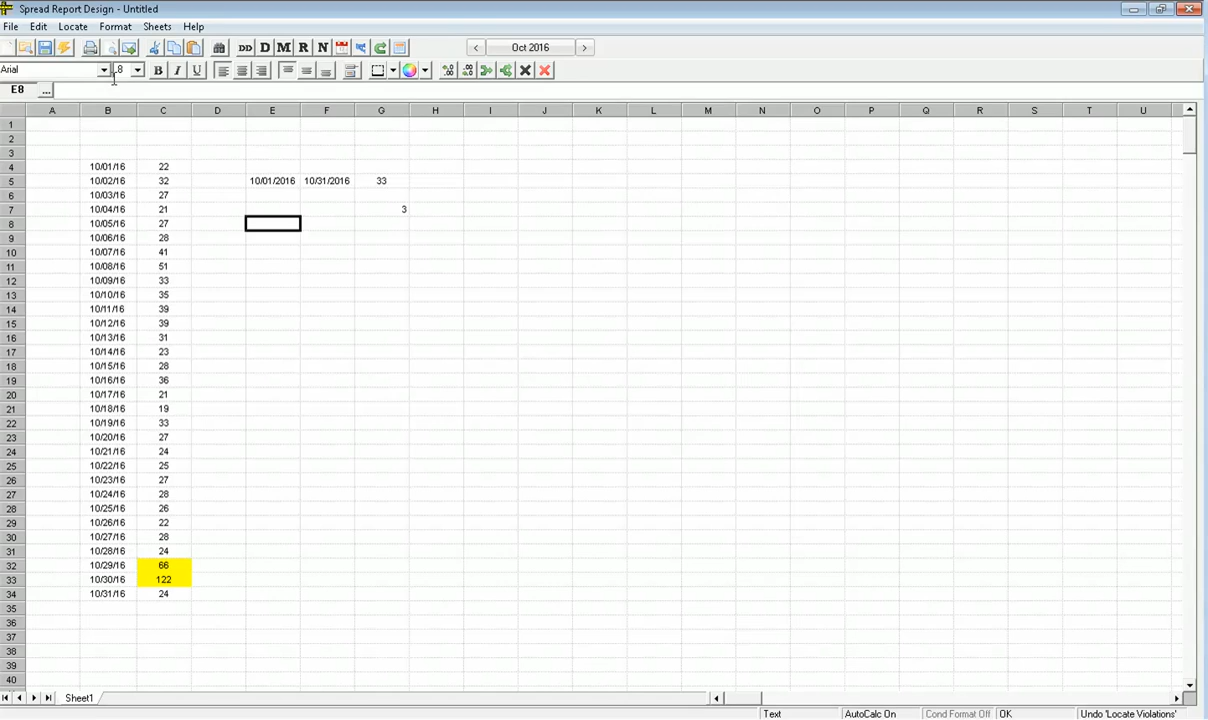 Spread Report Design - Untitled
File Edit Locate Format Sheets Help
DD D M R N < Oct 2016 >
Arial 8 B I U
E8 ...
A B C D E F G H I J K L M N O P Q R S T U
1
2
3
4 10/01/16 22
5 10/02/16 32 10/01/2016 10/31/2016 33
6 10/03/16 27
7 10/04/16 21 3
8 10/05/16 27
9 10/06/16 28
10 10/07/16 41
11 10/08/16 51
12 10/09/16 33
13 10/10/16 35
14 10/11/16 39
15 10/12/16 39
16 10/13/16 31
17 10/14/16 23
18 10/15/16 28
19 10/16/16 36
20 10/17/16 21
21 10/18/16 19
22 10/19/16 33
23 10/20/16 27
24 10/21/16 24
25 10/22/16 25
26 10/23/16 27
27 10/24/16 28
28 10/25/16 26
29 10/26/16 22
30 10/27/16 28
31 10/28/16 24
32 10/29/16 66
33 10/30/16 122
34 10/31/16 24
35
36
37
38
39
40
Sheet1
Text AutoCalc On Cond Format Off OK Undo 'Locate Violations'